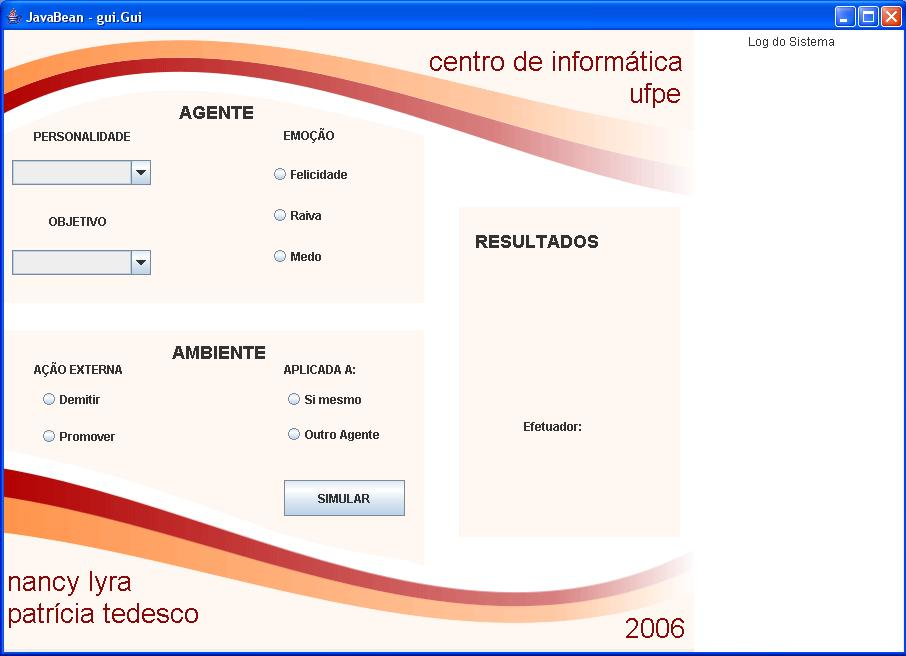 JavaBean - gui.Gui
Log do Sistema
centro de informática
ufpe
AGENTE
PERSONALIDADE
EMOÇÃO
Felicidade
OBJETIVO
Raiva
Medo
RESULTADOS
AMBIENTE
AÇÃO EXTERNA
APLICADA A:
Demitir
Si mesmo
Promover
Outro Agente
Efetuador:
SIMULAR
nancy lyra
patrícia tedesco
2006